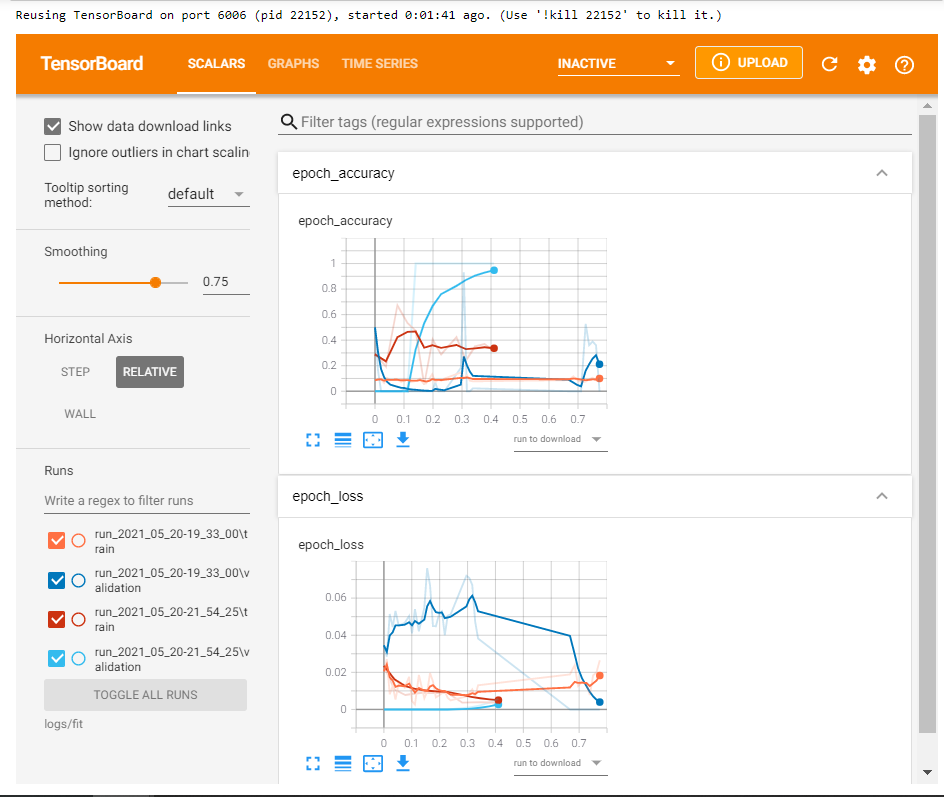 Reusing TensorBoard on port 6006 (pid 22152), started 0:01:41 ago. (Use '!kill 22152' to kill it.)
TensorBoard
SCALARS
GRAPHS
TIME SERIES
INACTIVE
UPLOAD
Show data download links
Ignore outliers in chart scalin
Tooltip sorting
method:
default
Smoothing
0.75
Horizontal Axis
STEP
RELATIVE
WALL
Runs
Write a regex to filter runs
run_2021_05_20-19_33_00\t
rain
run_2021_05_20-19_33_00\v
alidation
run_2021_05_20-21_54_25\t
rain
run_2021_05_20-21_54_25\v
alidation
TOGGLE ALL RUNS
logs/fit
Filter tags (regular expressions supported)
epoch_accuracy
epoch_accuracy
1
0.8
0.6
0.4
0.2
0
0 0.1 0.2 0.3 0.4 0.5 0.6 0.7
run to download
epoch_loss
epoch_loss
0.06
0.04
0.02
0
0 0.1 0.2 0.3 0.4 0.5 0.6 0.7
run to download